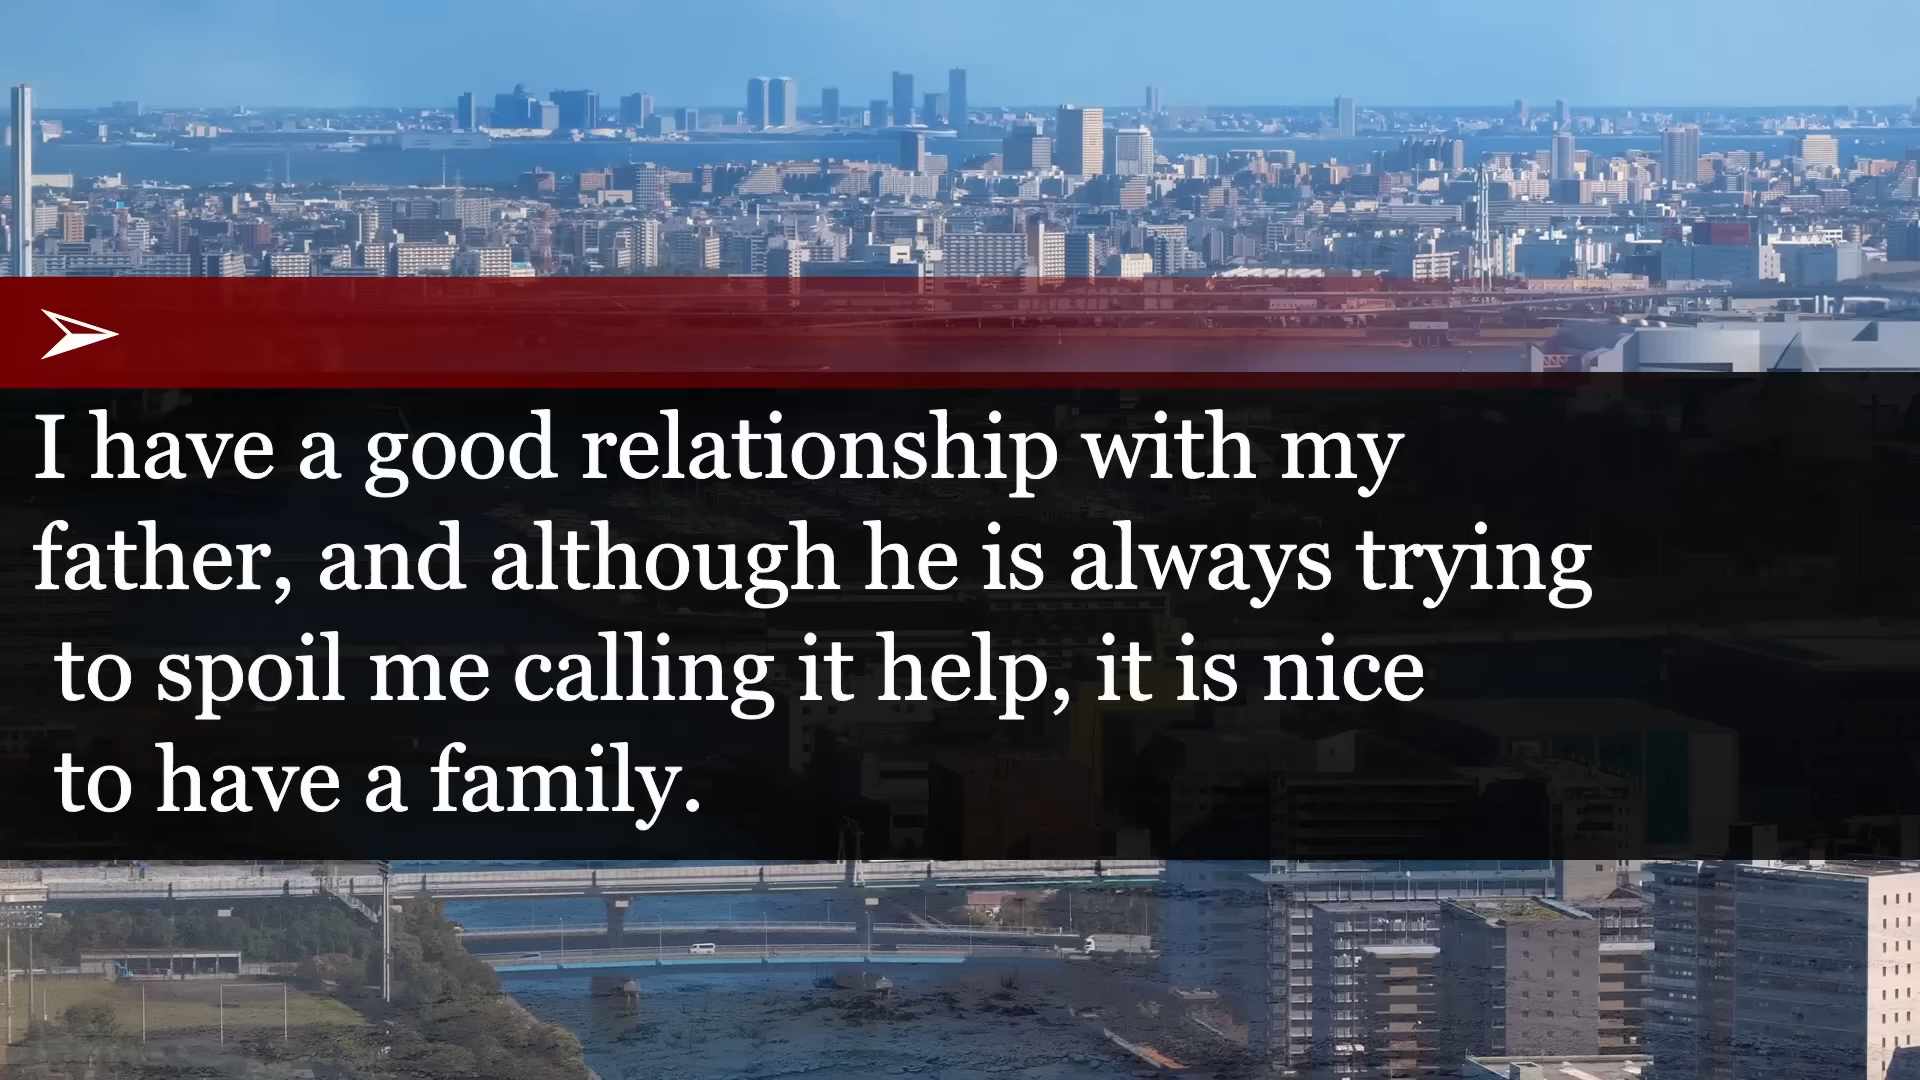 I have a good relationship with my
father, and although he is always trying
to spoil me calling it help, it is nice
to have a family.